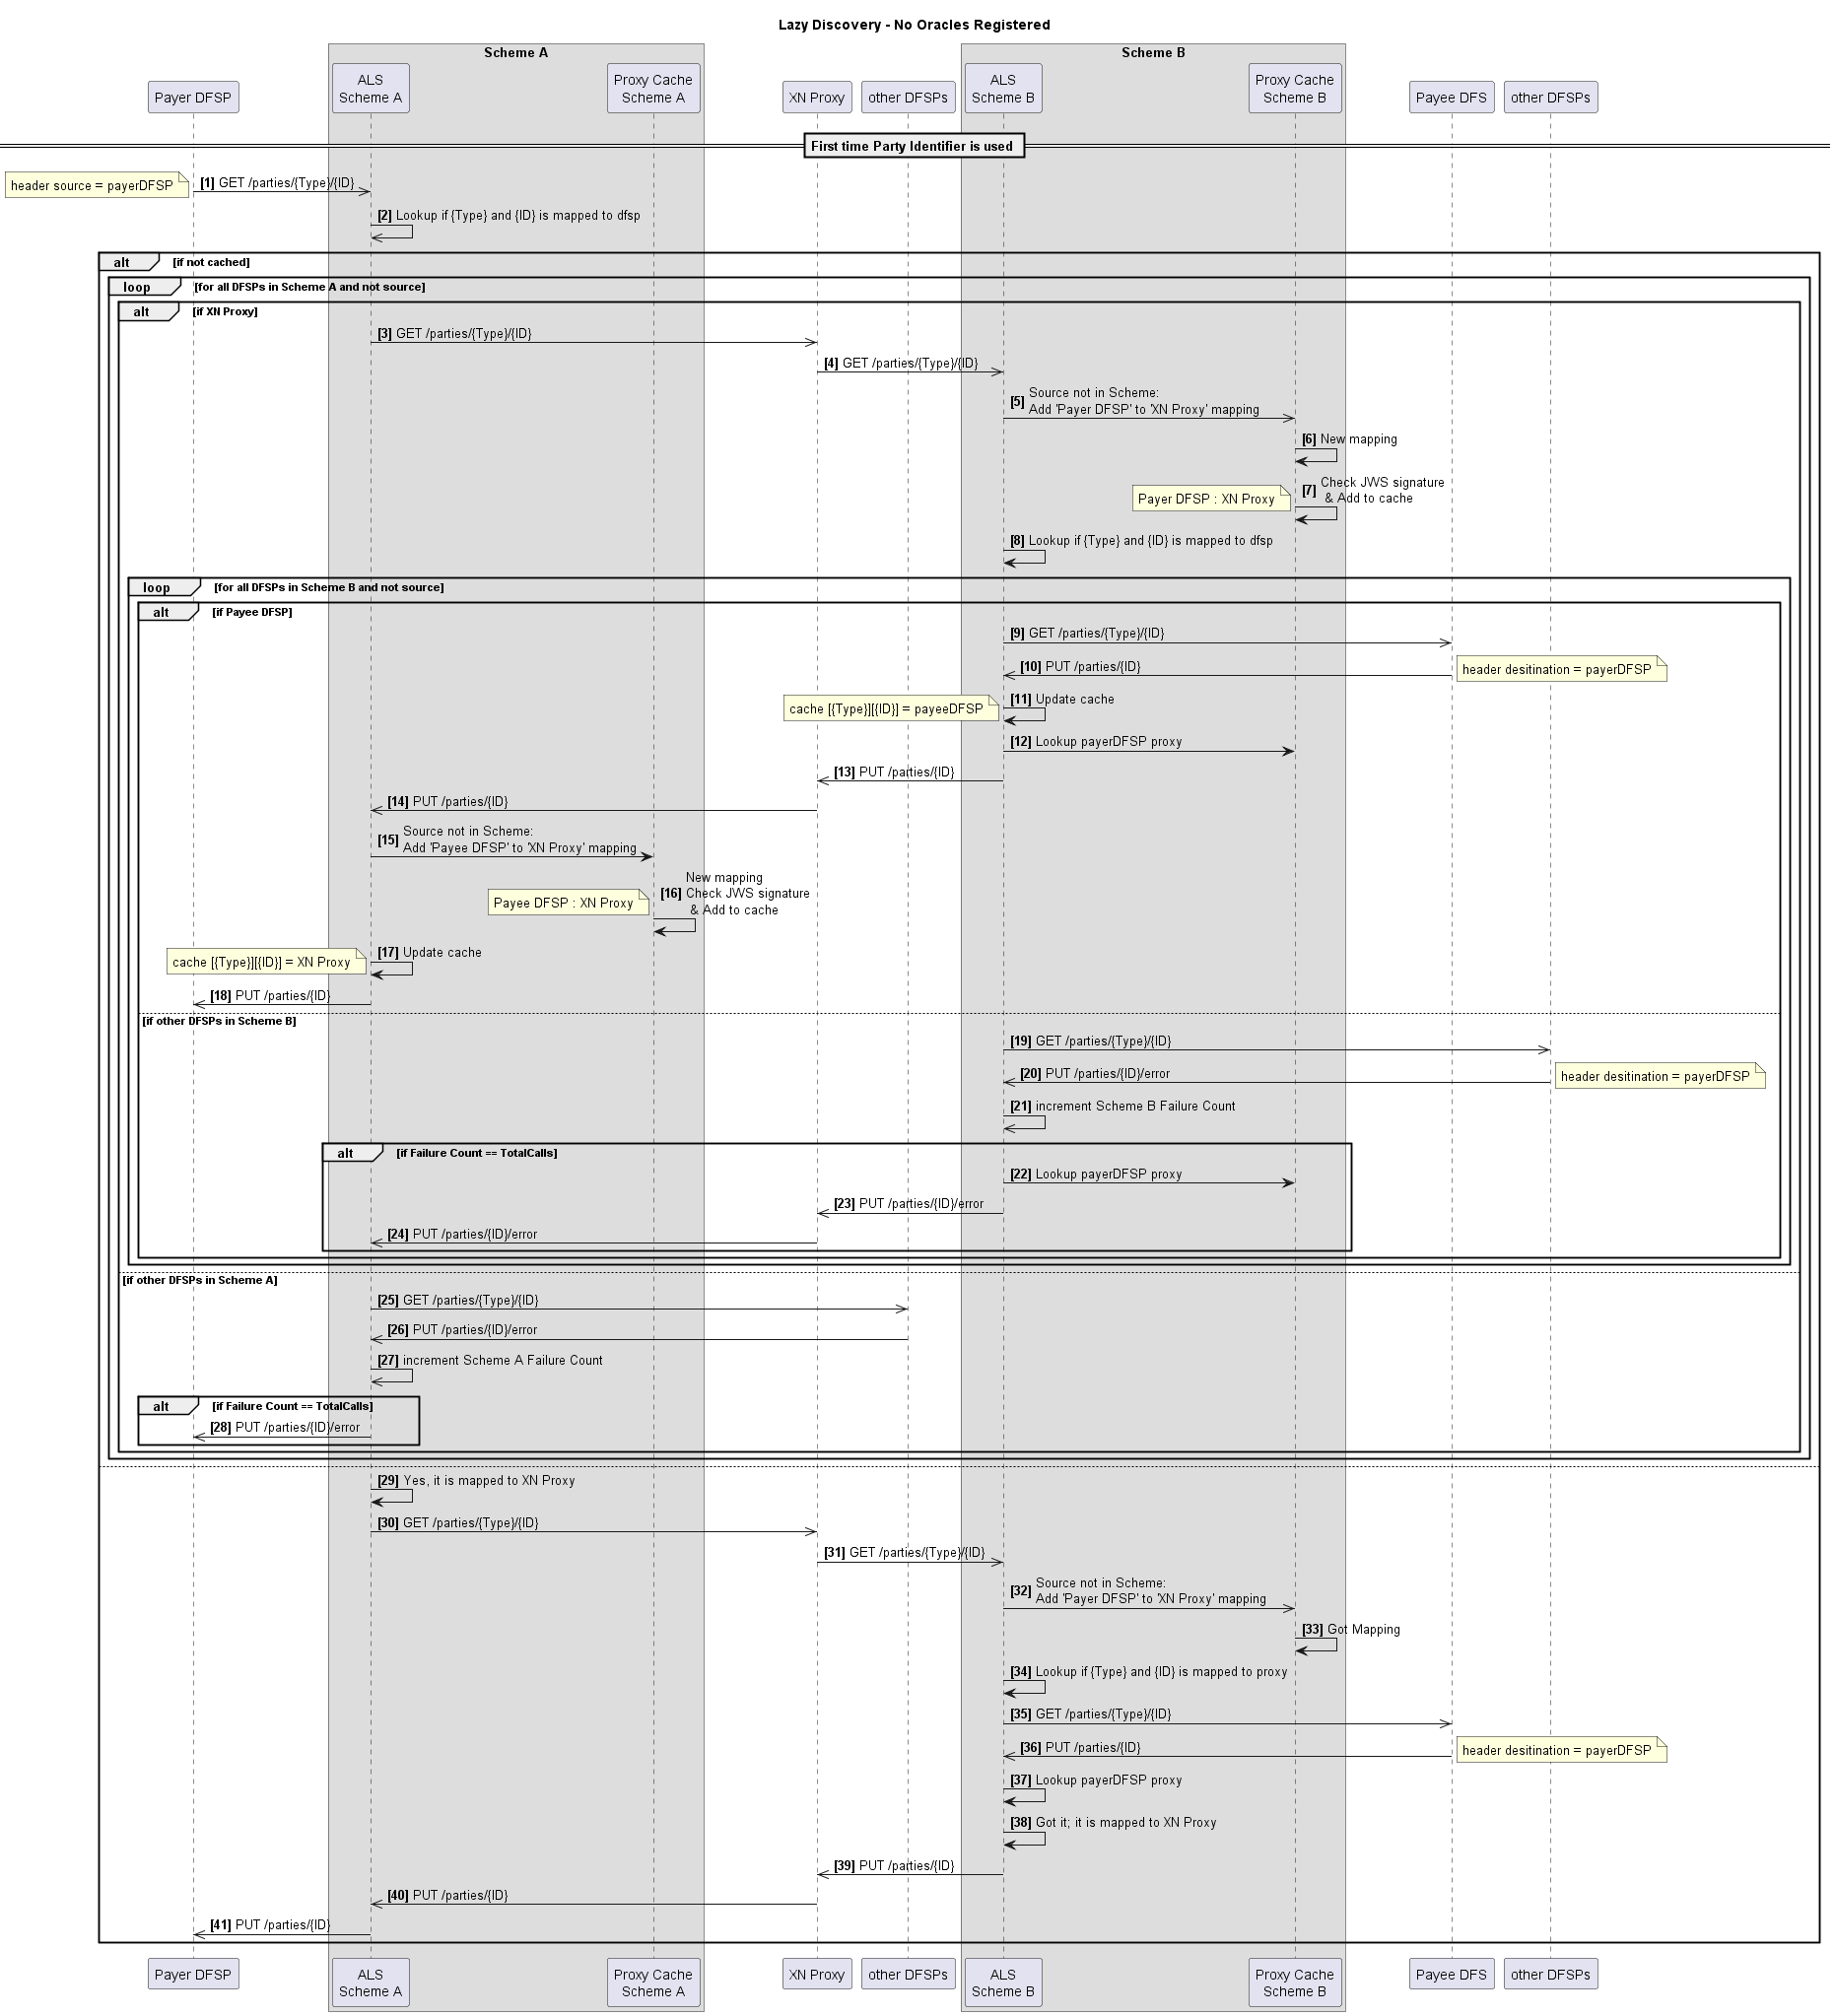 Lazy Discovery - No Oracles Registered
Scheme A
Scheme B
Payer DFSP
ALS
Scheme A
Proxy Cache
Scheme A
XN Proxy
other DFSPs
ALS
Scheme B
Proxy Cache
Scheme B
Payee DFS
other DFSPs
First time Party Identifier is used
header source = payerDFSP
[1] GET /parties/{Type}/{ID}
[2] Lookup if {Type} and {ID} is mapped to dfsp
alt [if not cached]
loop [for all DFSPs in Scheme A and not source]
alt [if XN Proxy]
[3] GET /parties/{Type}/{ID}
[4] GET /parties/{Type}/{ID}
[5] Source not in Scheme:
Add 'Payer DFSP' to 'XN Proxy' mapping
[6] New mapping
Payer DFSP : XN Proxy
[7] Check JWS signature
& Add to cache
[8] Lookup if {Type} and {ID} is mapped to dfsp
loop [for all DFSPs in Scheme B and not source]
alt [if Payee DFSP]
[9] GET /parties/{Type}/{ID}
[10] PUT /parties/{ID}
header desitination = payerDFSP
cache [{Type}][{ID}] = payeeDFSP
[11] Update cache
[12] Lookup payerDFSP proxy
[13] PUT /parties/{ID}
[14] PUT /parties/{ID}
[15] Source not in Scheme:
Add 'Payee DFSP' to 'XN Proxy' mapping
Payee DFSP : XN Proxy
[16] New mapping
Check JWS signature
& Add to cache
cache [{Type}][{ID}] = XN Proxy
[17] Update cache
[18] PUT /parties/{ID}
[if other DFSPs in Scheme B]
[19] GET /parties/{Type}/{ID}
[20] PUT /parties/{ID}/error
header desitination = payerDFSP
[21] increment Scheme B Failure Count
alt [if Failure Count == TotalCalls]
[22] Lookup payerDFSP proxy
[23] PUT /parties/{ID}/error
[24] PUT /parties/{ID}/error
[if other DFSPs in Scheme A]
[25] GET /parties/{Type}/{ID}
[26] PUT /parties/{ID}/error
[27] increment Scheme A Failure Count
alt [if Failure Count == TotalCalls]
[28] PUT /parties/{ID}/error
[29] Yes, it is mapped to XN Proxy
[30] GET /parties/{Type}/{ID}
[31] GET /parties/{Type}/{ID}
[32] Source not in Scheme:
Add 'Payer DFSP' to 'XN Proxy' mapping
[33] Got Mapping
[34] Lookup if {Type} and {ID} is mapped to proxy
[35] GET /parties/{Type}/{ID}
[36] PUT /parties/{ID}
header desitination = payerDFSP
[37] Lookup payerDFSP proxy
[38] Got it; it is mapped to XN Proxy
[39] PUT /parties/{ID}
[40] PUT /parties/{ID}
[41] PUT /parties/{ID}
Payer DFSP
ALS
Scheme A
Proxy Cache
Scheme A
XN Proxy
other DFSPs
ALS
Scheme B
Proxy Cache
Scheme B
Payee DFS
other DFSPs